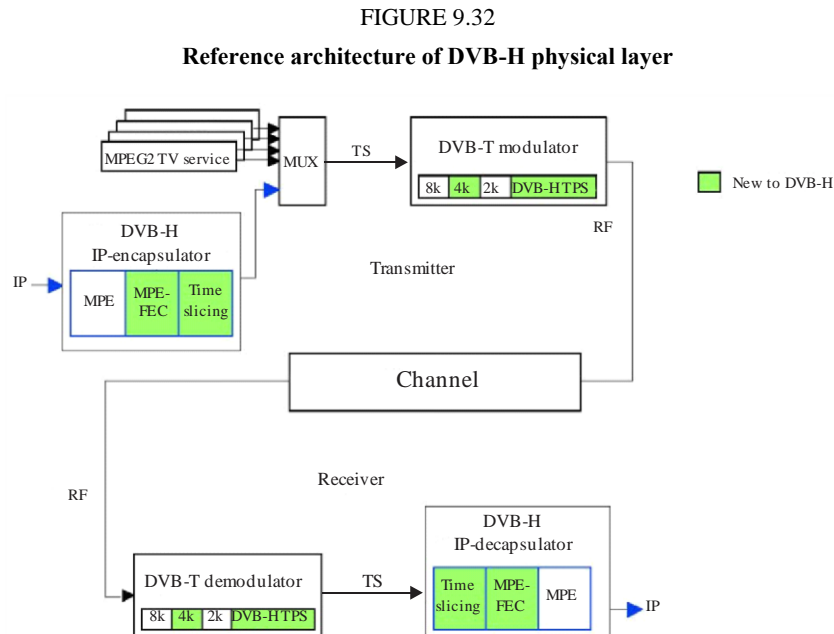 FIGURE 9.32
Reference architecture of DVB-H physical layer
MPEG2 TV service
MUX
TS
DVB-T modulator
8k 4k 2k DVB-HTPS
New to DVB-H
RF
DVB-H
IP-encapsulator
Transmitter
IP
MPE
MPE-
FEC
Time
slicing
Channel
Receiver
RF
DVB-H
IP-decapsulator
DVB-T demodulator
TS
Time
slicing
MPE-
FEC
MPE
IP
8k 4k 2k DVB-HTPS